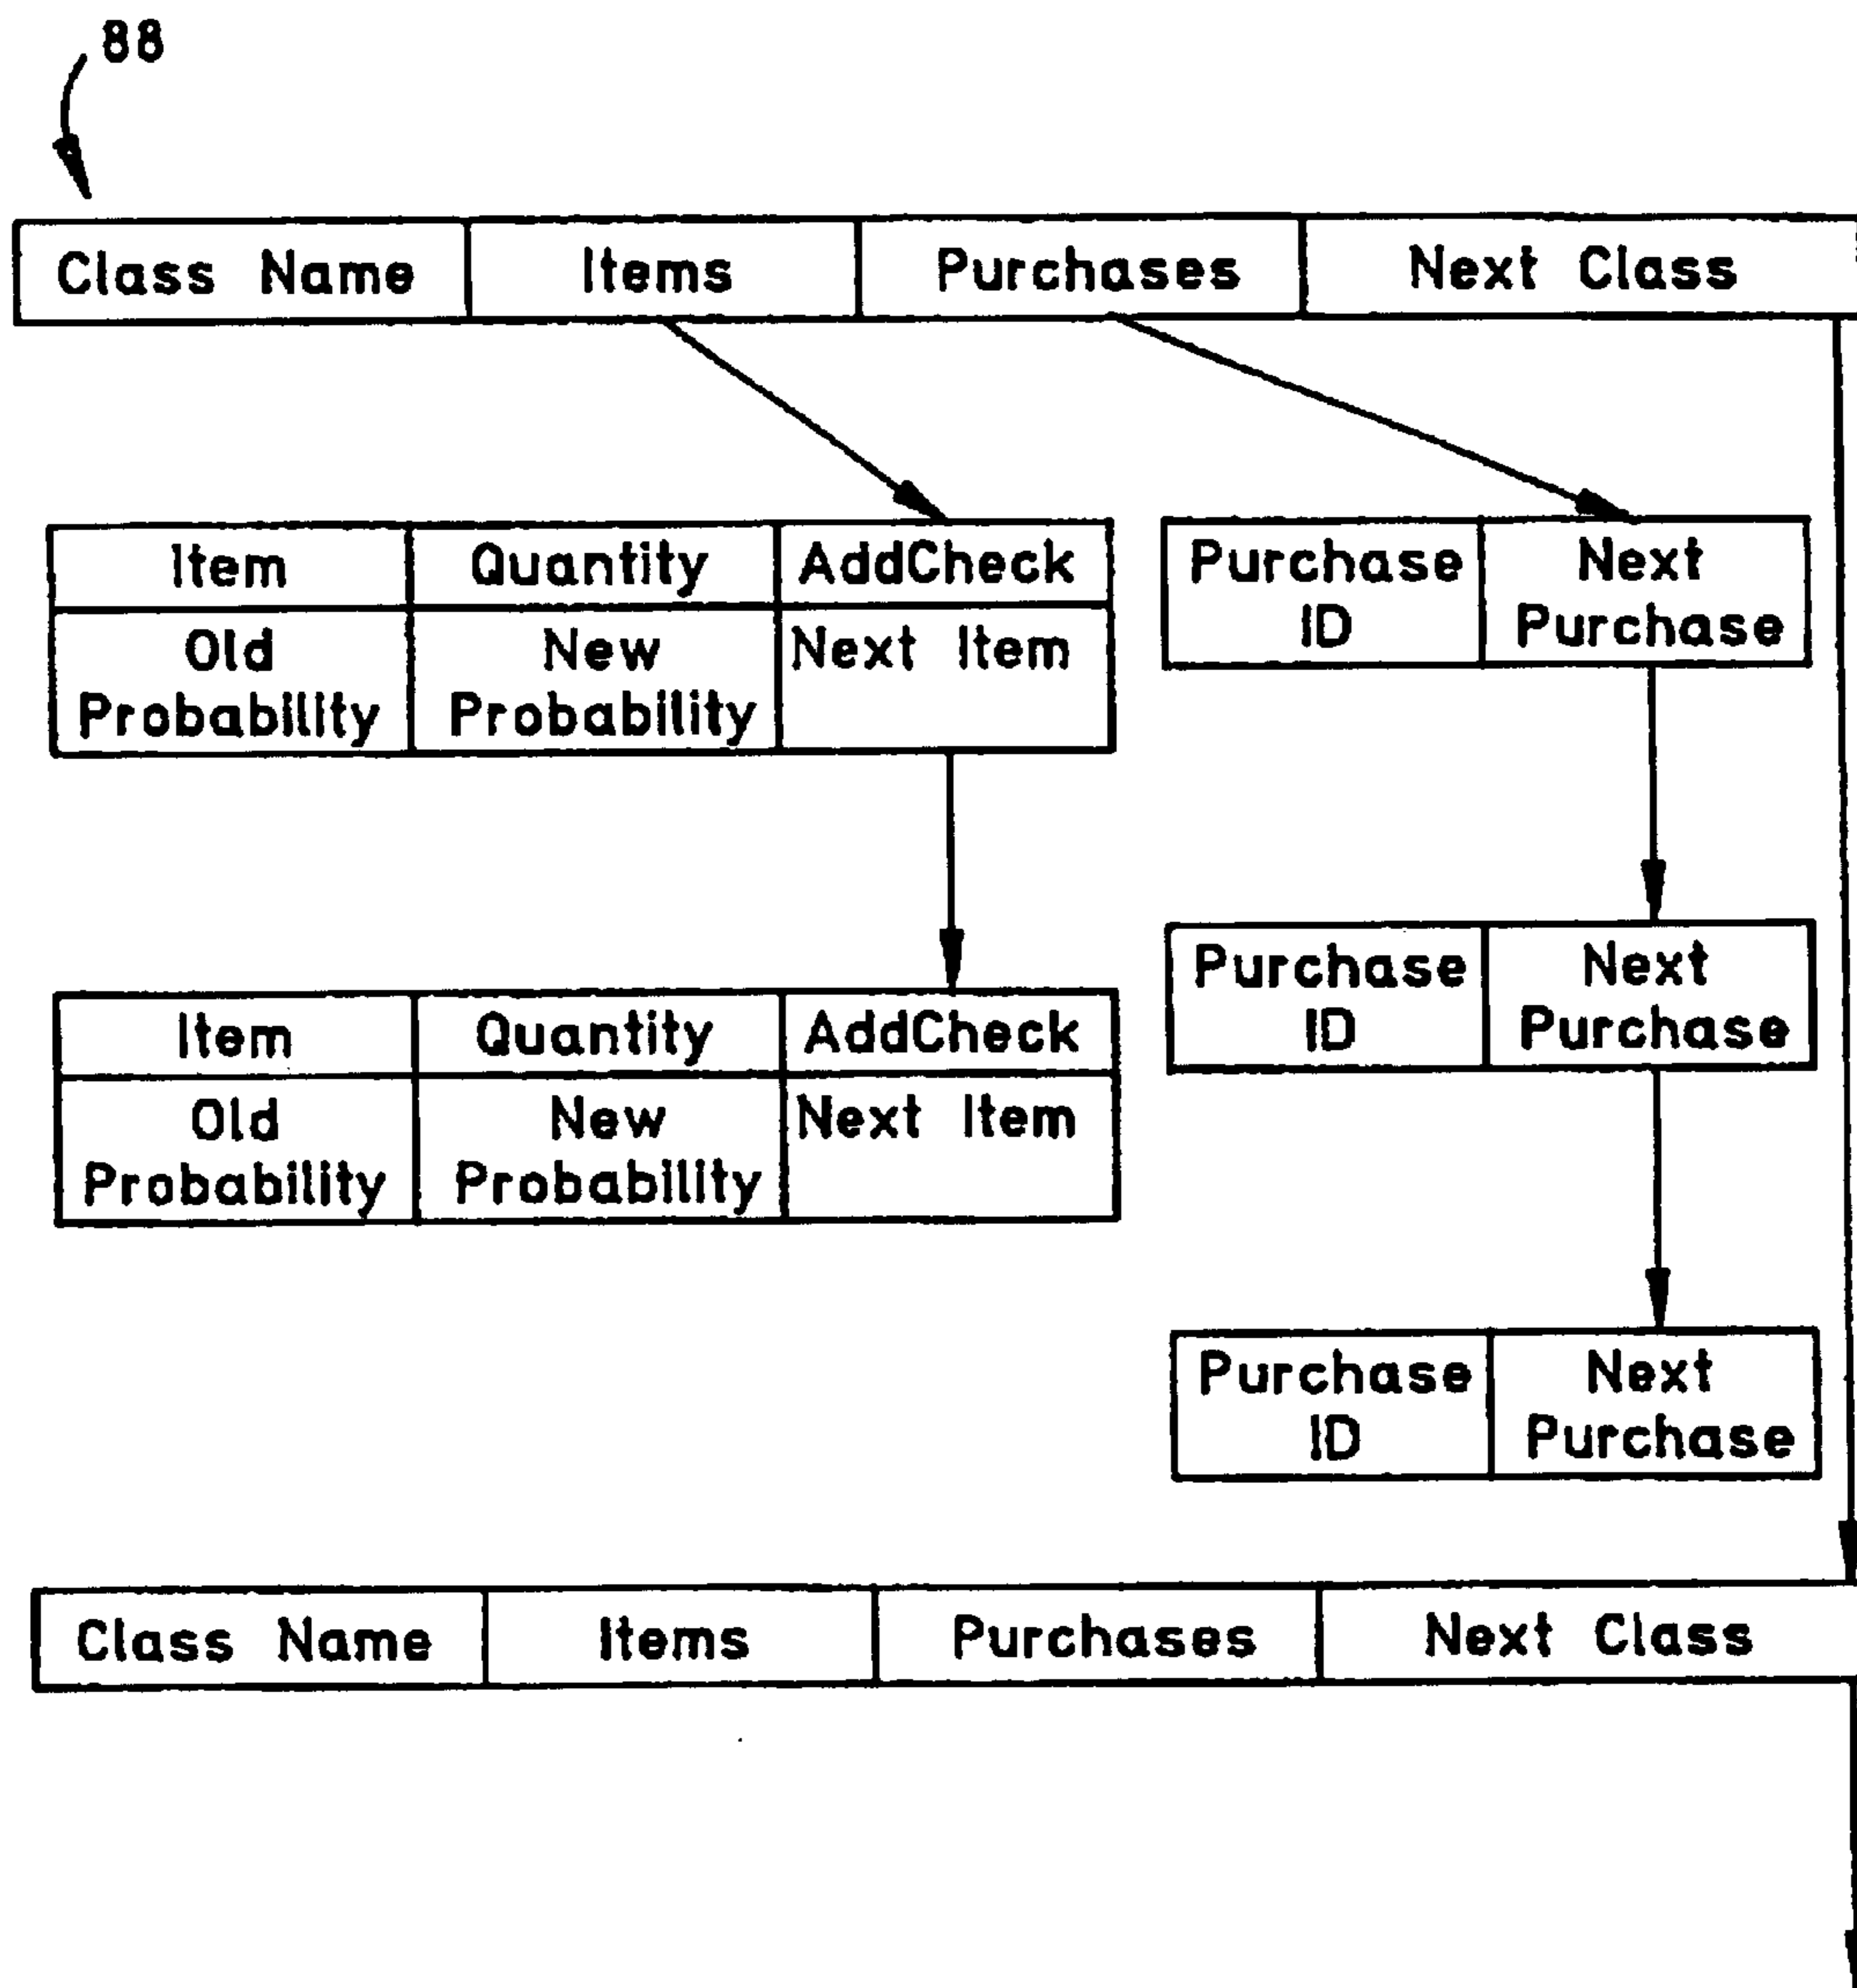 88
Class Name Items Purchases Next Class
Item Quantity AddCheck
Old Probability New Probability Next Item
Purchase ID Next Purchase
Item Quantity AddCheck
Old Probability New Probability Next Item
Purchase ID Next Purchase
Purchase ID Next Purchase
Class Name Items Purchases Next Class